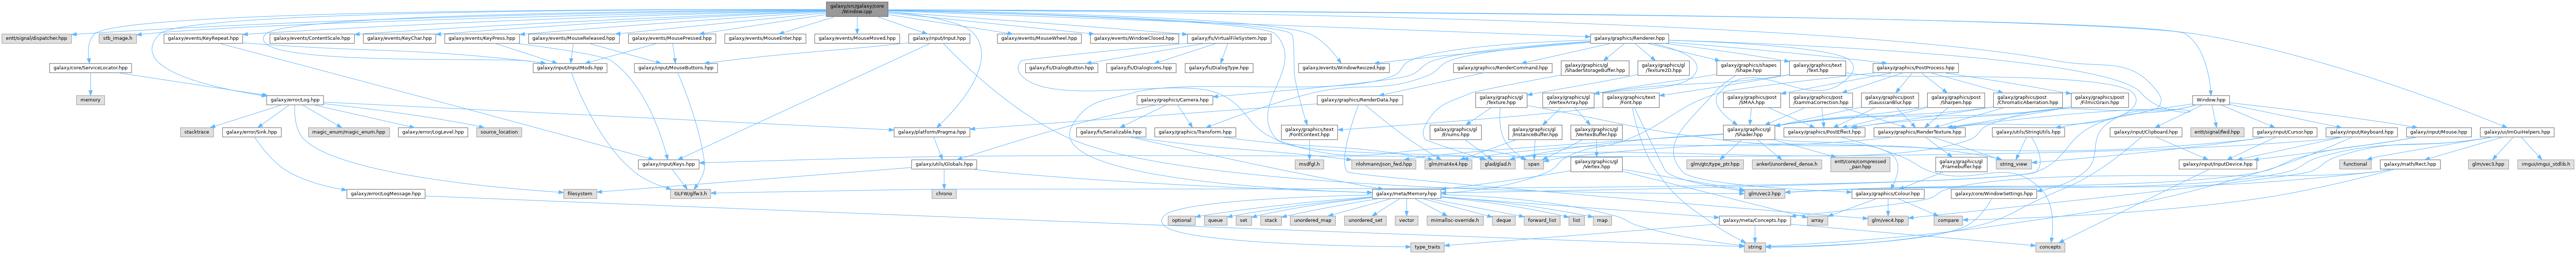 galaxy/src/galaxy/core
/Window.cpp
entt/signal/dispatcher.hpp
stb_image.h
galaxy/events/KeyRepeat.hpp
galaxy/events/ContentScale.hpp
galaxy/events/KeyChar.hpp
galaxy/events/KeyPress.hpp
galaxy/events/MouseReleased.hpp
galaxy/events/MousePressed.hpp
galaxy/events/MouseEnter.hpp
galaxy/events/MouseMoved.hpp
galaxy/input/Input.hpp
galaxy/events/MouseWheel.hpp
galaxy/events/WindowClosed.hpp
galaxy/fs/VirtualFileSystem.hpp
galaxy/graphics/Renderer.hpp
galaxy/core/ServiceLocator.hpp
galaxy/input/InputMods.hpp
galaxy/input/MouseButtons.hpp
galaxy/fs/DialogButton.hpp
galaxy/fs/DialogIcons.hpp
galaxy/fs/DialogType.hpp
galaxy/events/WindowResized.hpp
galaxy/graphics/RenderCommand.hpp
galaxy/graphics/gl
/ShaderStorageBuffer.hpp
galaxy/graphics/gl
/Texture2D.hpp
galaxy/graphics/shapes
/Shape.hpp
galaxy/graphics/text
/Text.hpp
galaxy/graphics/PostProcess.hpp
memory
galaxy/error/Log.hpp
galaxy/graphics/Camera.hpp
galaxy/graphics/RenderData.hpp
galaxy/graphics/gl
/Texture.hpp
galaxy/graphics/gl
/VertexArray.hpp
galaxy/graphics/text
/Font.hpp
galaxy/graphics/post
/SMAA.hpp
galaxy/graphics/post
/GammaCorrection.hpp
galaxy/graphics/post
/GaussianBlur.hpp
galaxy/graphics/post
/Sharpen.hpp
galaxy/graphics/post
/ChromaticAberration.hpp
galaxy/graphics/post
/FilmicGrain.hpp
Window.hpp
stacktrace
galaxy/error/Sink.hpp
magic_enum/magic_enum.hpp
galaxy/error/LogLevel.hpp
source_location
galaxy/platform/Pragma.hpp
galaxy/fs/Serializable.hpp
galaxy/graphics/Transform.hpp
galaxy/graphics/text
/FontContext.hpp
galaxy/graphics/gl
/Enums.hpp
galaxy/graphics/gl
/InstanceBuffer.hpp
galaxy/graphics/gl
/VertexBuffer.hpp
galaxy/graphics/gl
/Shader.hpp
galaxy/graphics/PostEffect.hpp
galaxy/graphics/RenderTexture.hpp
galaxy/utils/StringUtils.hpp
galaxy/input/Clipboard.hpp
entt/signal/fwd.hpp
galaxy/input/Cursor.hpp
galaxy/input/Keyboard.hpp
galaxy/input/Mouse.hpp
galaxy/ui/ImGuiHelpers.hpp
galaxy/input/Keys.hpp
galaxy/utils/Globals.hpp
msdfgl.h
nlohmann/json_fwd.hpp
glm/mat4x4.hpp
glad/glad.h
span
galaxy/graphics/gl
/Vertex.hpp
glm/gtc/type_ptr.hpp
ankerl/unordered_dense.h
entt/core/compressed
_pair.hpp
galaxy/graphics/gl
/Framebuffer.hpp
string_view
galaxy/input/InputDevice.hpp
functional
galaxy/math/Rect.hpp
glm/vec3.hpp
imgui/imgui_stdlib.h
galaxy/error/LogMessage.hpp
filesystem
GLFW/glfw3.h
chrono
galaxy/meta/Memory.hpp
glm/vec2.hpp
galaxy/graphics/Colour.hpp
galaxy/core/WindowSettings.hpp
optional
queue
set
stack
unordered_map
unordered_set
vector
mimalloc-override.h
deque
forward_list
list
map
galaxy/meta/Concepts.hpp
array
glm/vec4.hpp
compare
type_traits
string
concepts